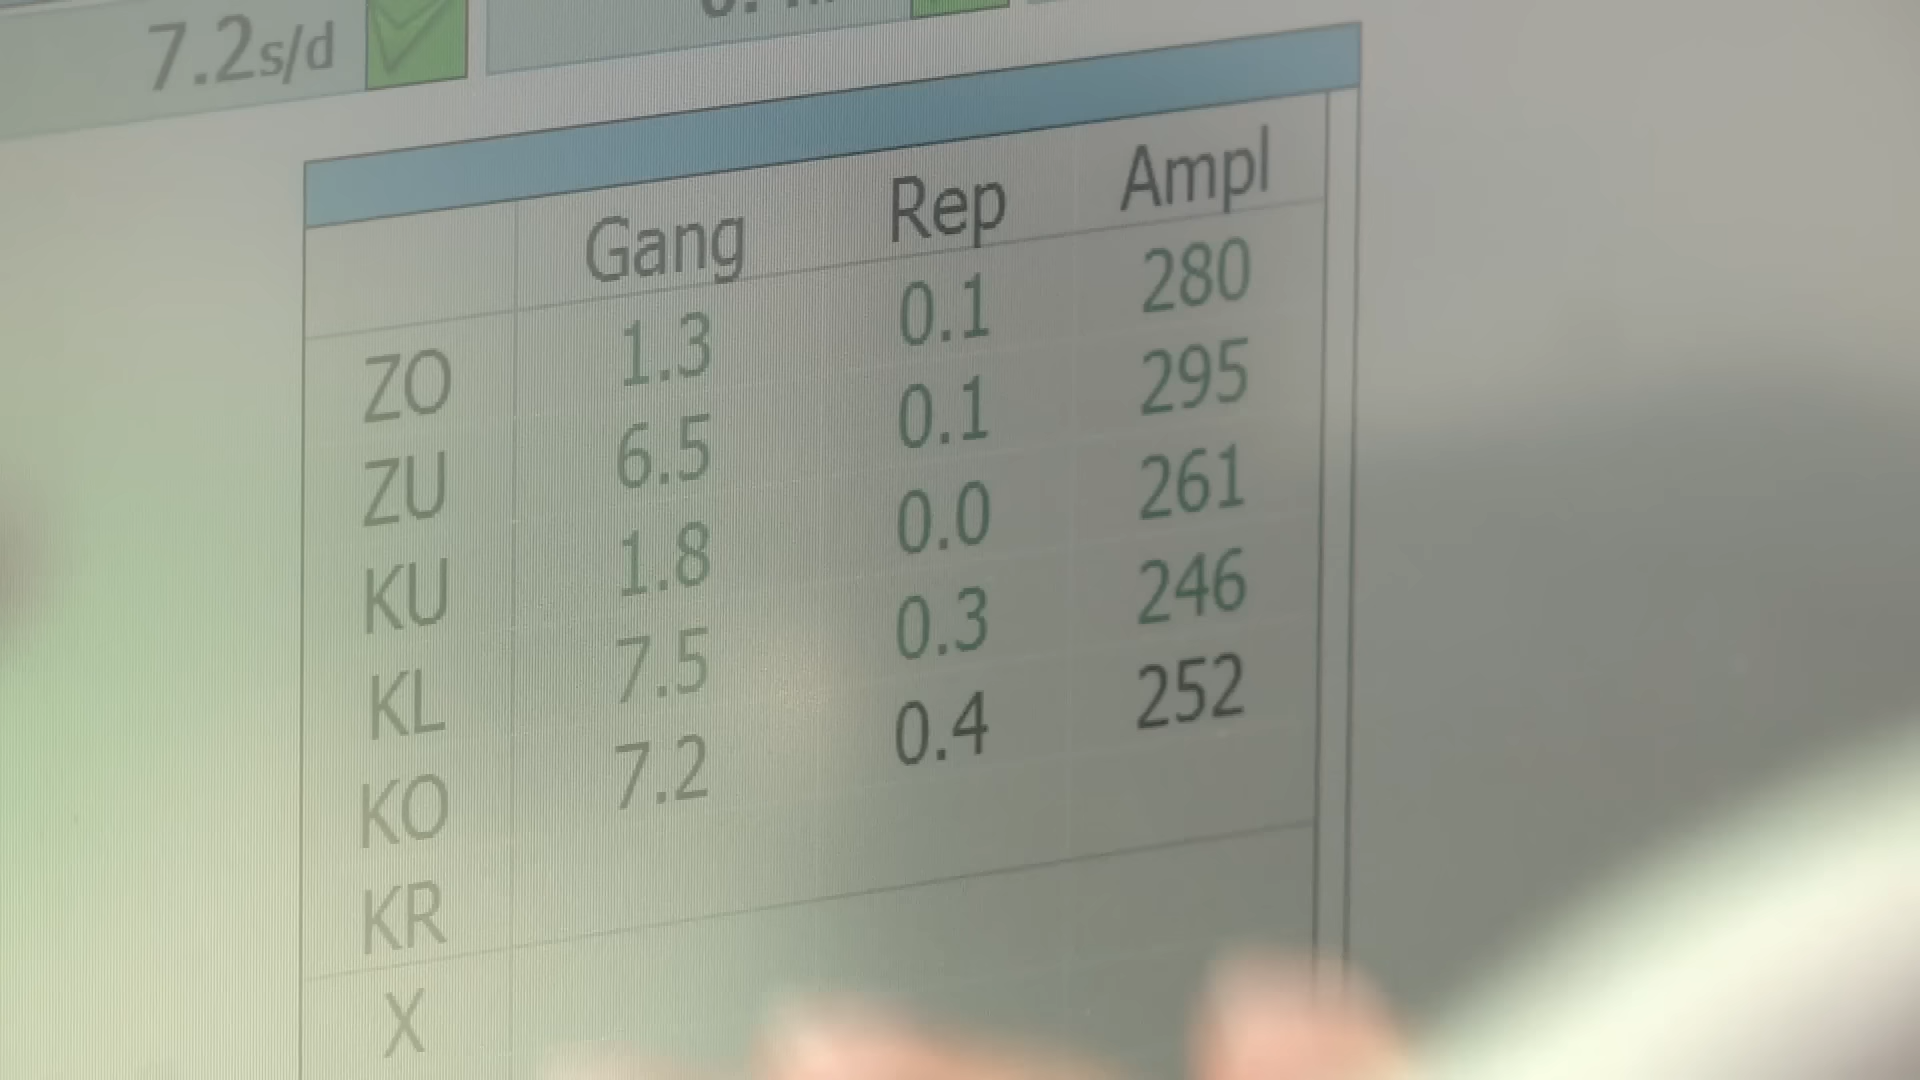 7.2s/d
Gang Rep Ampl
ZO 1.3 0.1 280
ZU 6.5 0.1 295
KU 1.8 0.0 261
KL 7.5 0.3 246
KO 7.2 0.4 252
KR
X